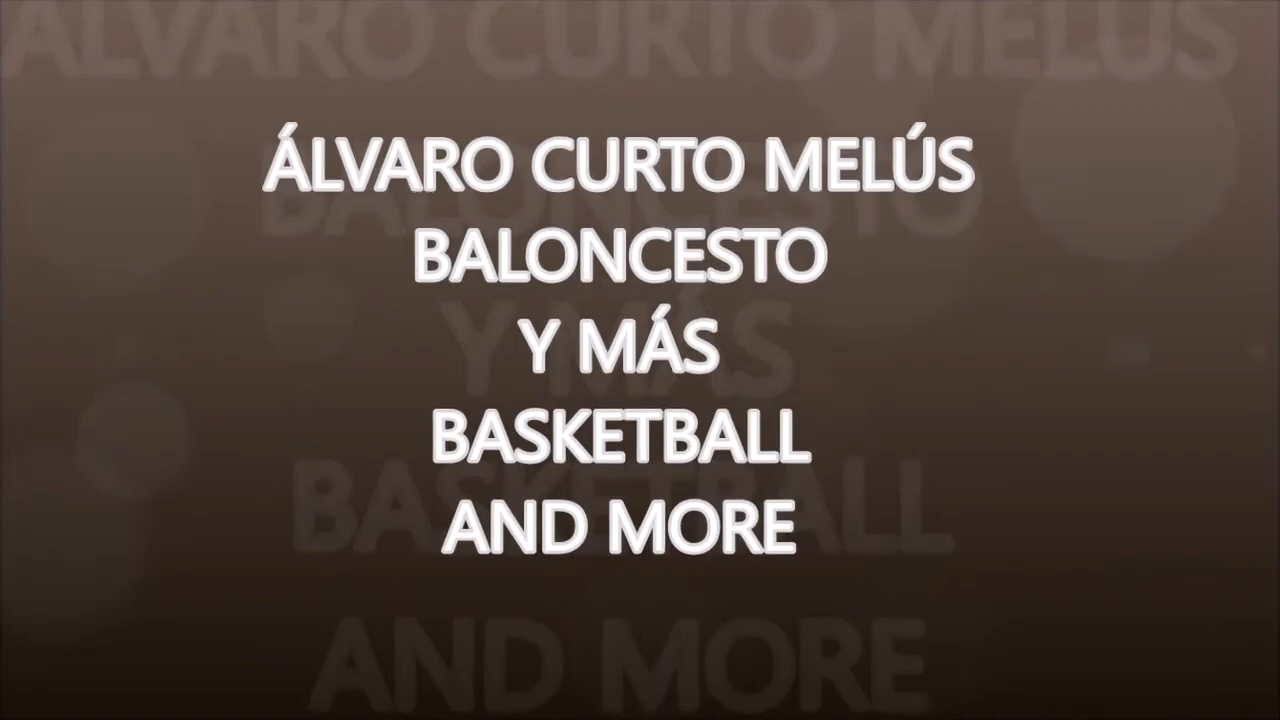 ÁLVARO CURTO MELÚS
BALONCESTO
Y MÁS
BASKETBALL
AND MORE